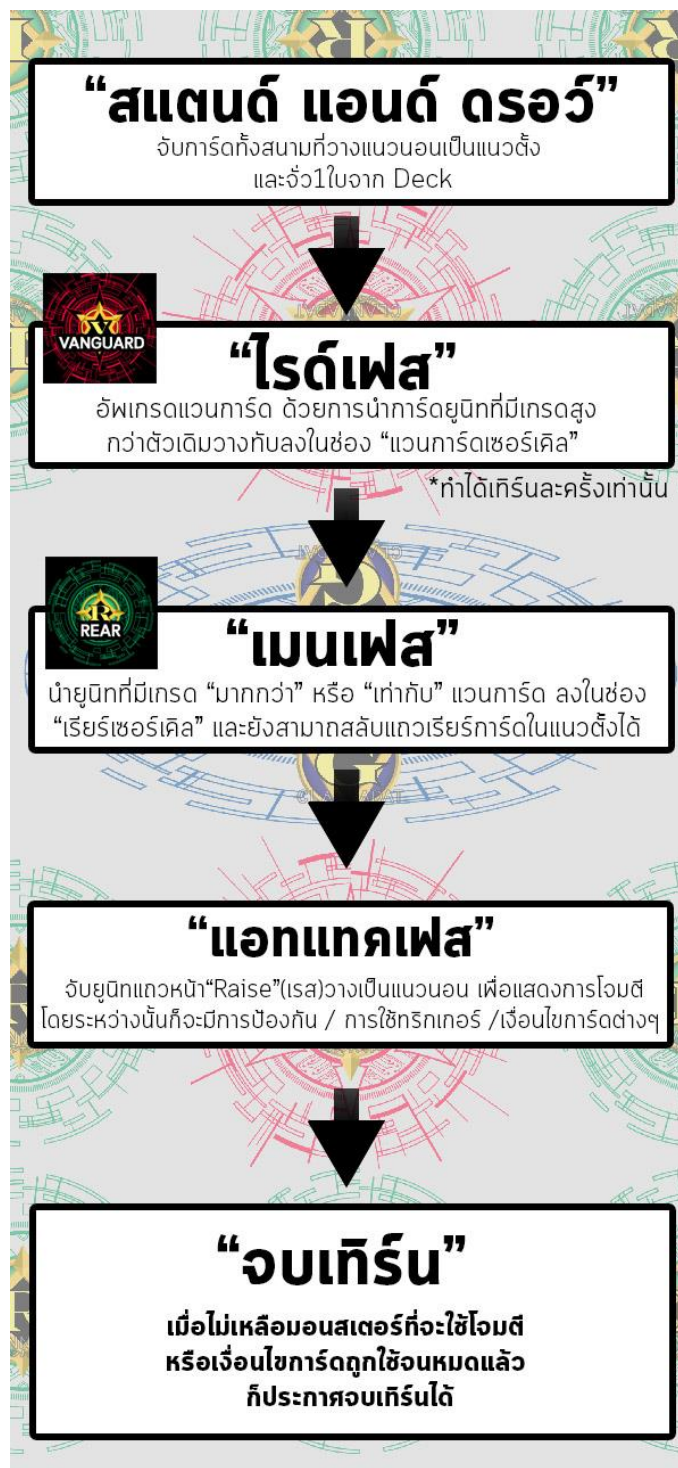 “สแตนด์ แอนด์ ดรอว์”
จับการ์ดทั้งสนามที่วางแนวนอนเป็นแนวตั้ง
และจั่ว1ใบจาก Deck
VANGUARD
“ไรด์เฟส”
อัพเกรดแวนการ์ด ด้วยการนำการ์ดยูนิทที่มีเกรดสูง
กว่าตัวเดิมวางทับลงในช่อง “แวนการ์ดเซอร์เคิล”
*ทำได้เทิร์นละครั้งเท่านั้น
REAR
“เมนเฟส”
นำยูนิทที่มีเกรด “มากกว่า” หรือ “เท่ากับ” แวนการ์ด ลงในช่อง
“เรียร์เซอร์เคิล” และยังสามาถสลับแถวเรียร์การ์ดในแนวตั้งได้
“แอทแทคเฟส”
จับยูนิทแถวหน้า“Raise”(เรส)วางเป็นแนวนอน เพื่อแสดงการโจมตี
โดยระหว่างนั้นก็จะมีการป้องกัน / การใช้ทริกเกอร์ /เงื่อนไขการ์ดต่างๆ
“จบเทิร์น”
เมื่อไม่เหลือมอนสเตอร์ที่จะใช้โจมตี
หรือเงื่อนไขการ์ดถูกใช้จนหมดแล้ว
ก็ประกาศจบเทิร์นได้